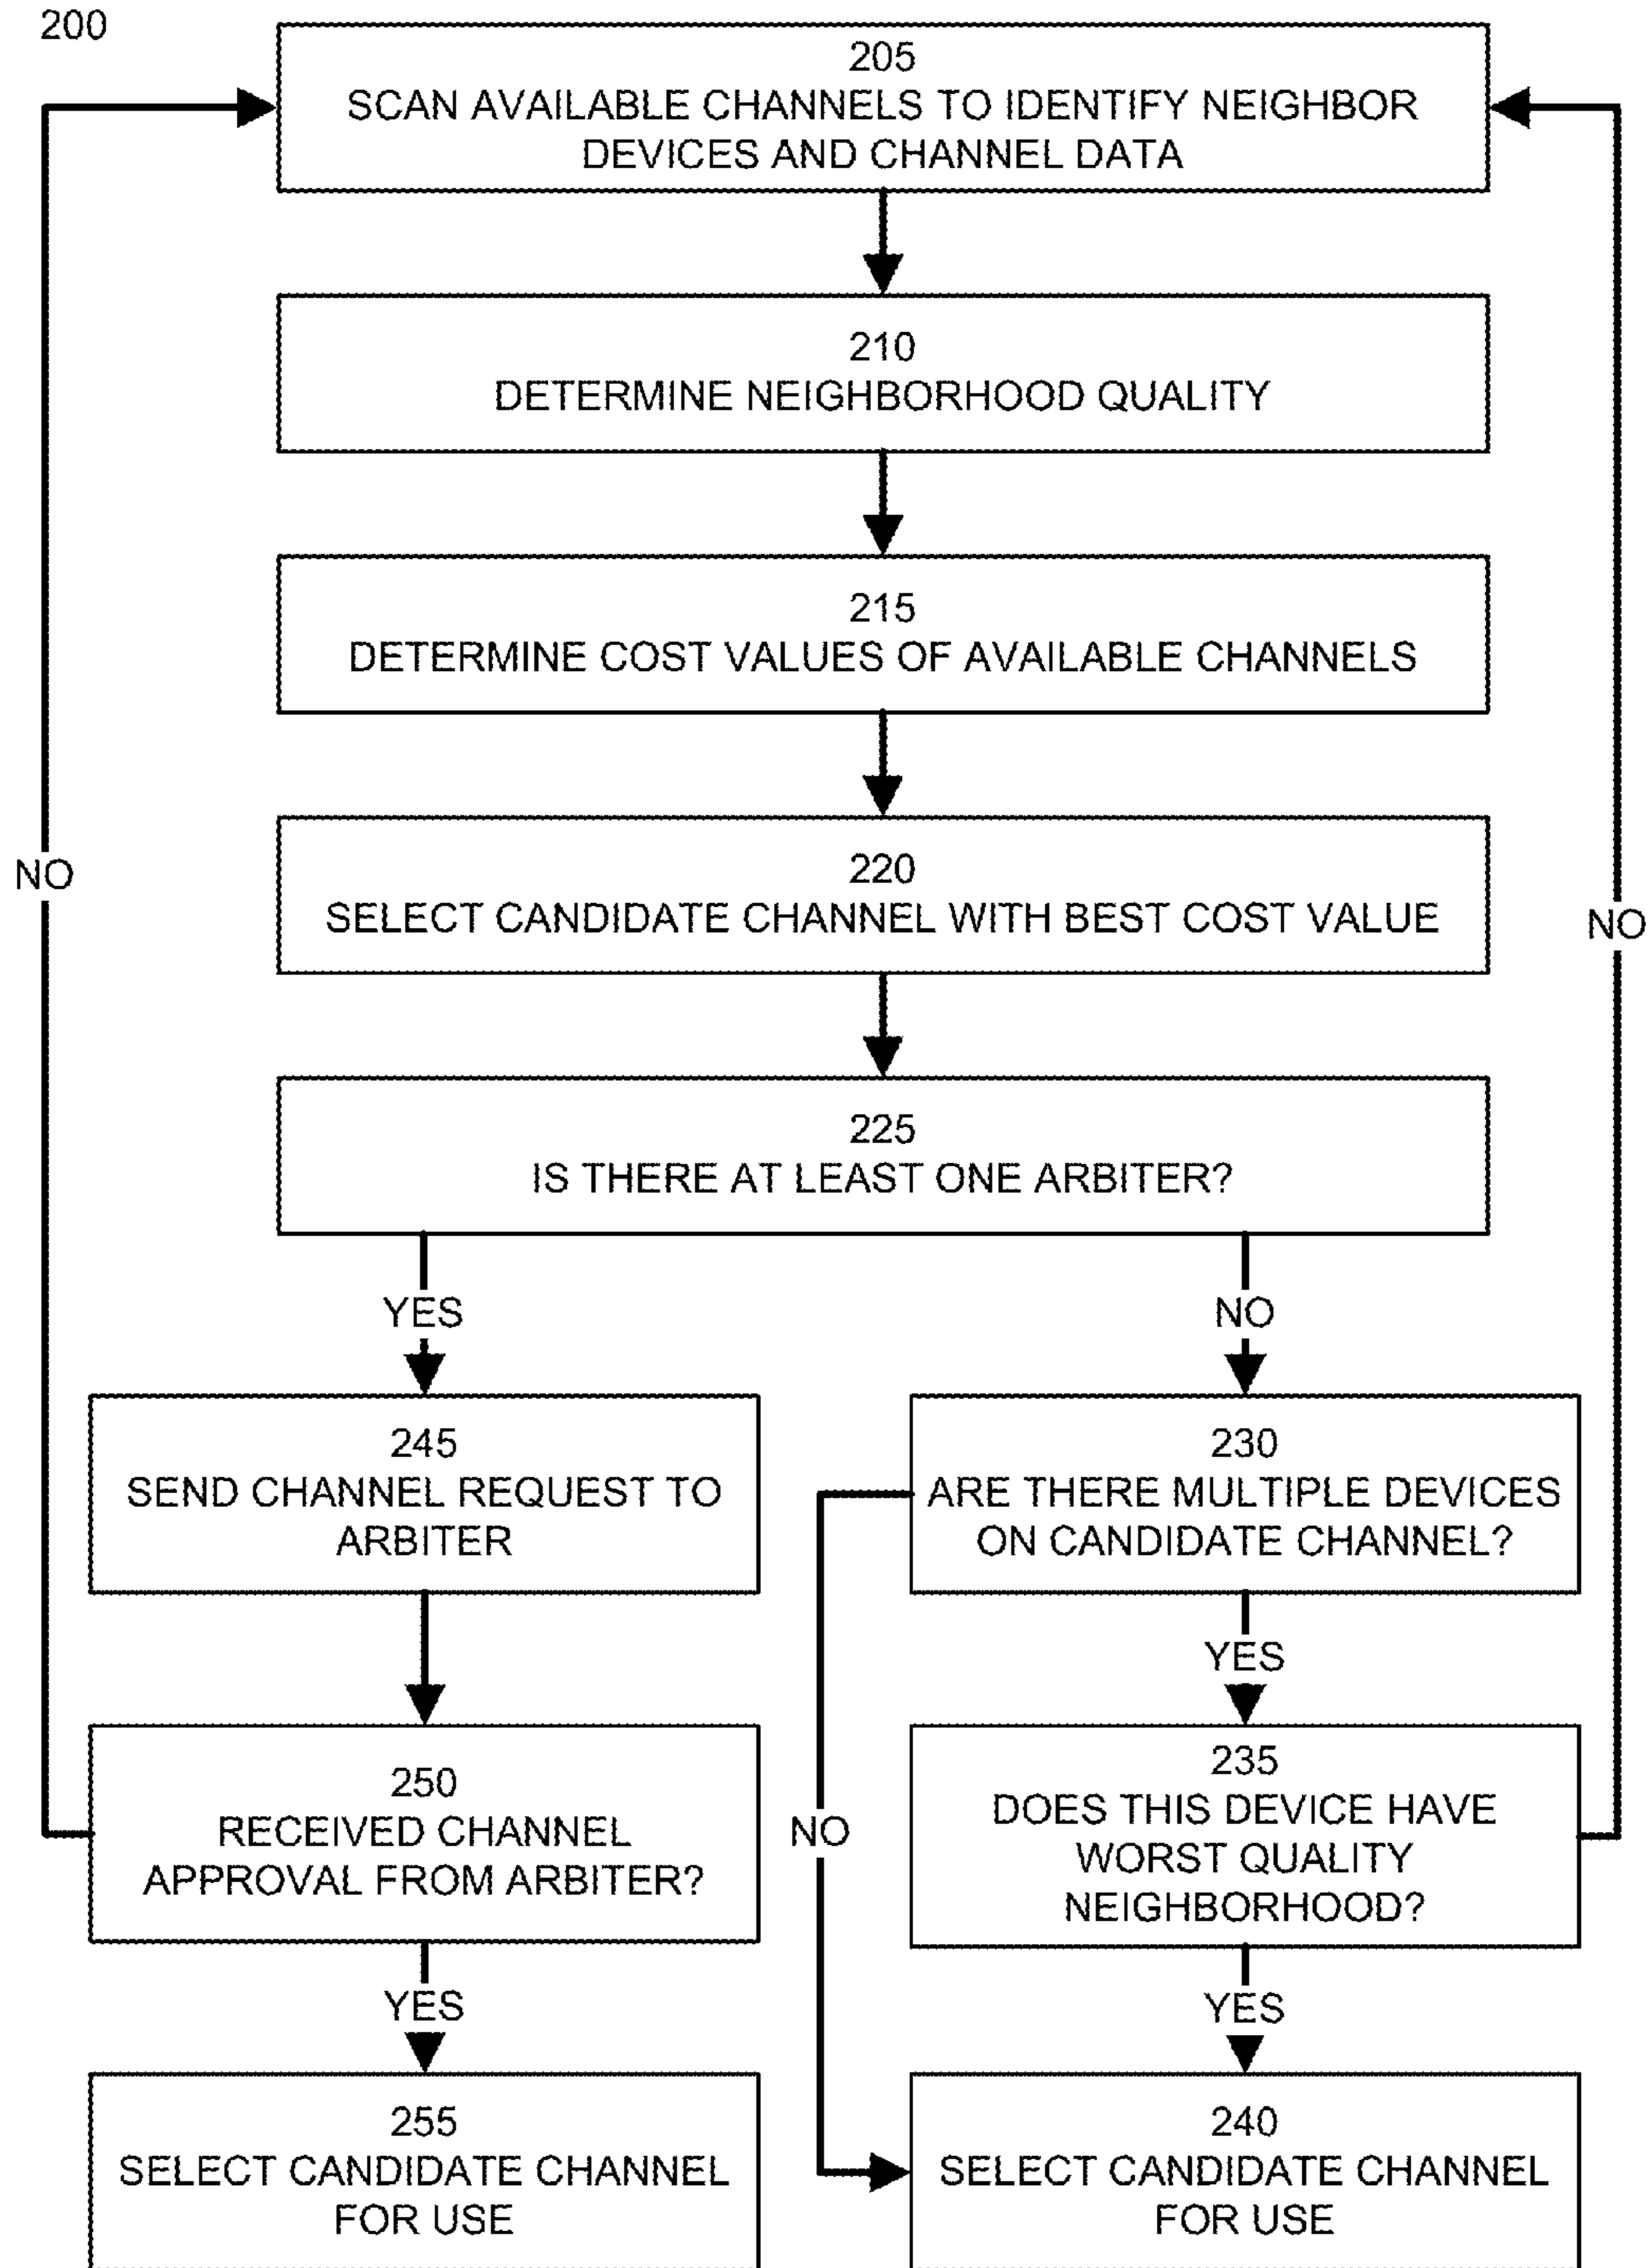 200
205
SCAN AVAILABLE CHANNELS TO IDENTIFY NEIGHBOR
DEVICES AND CHANNEL DATA
210
DETERMINE NEIGHBORHOOD QUALITY
215
DETERMINE COST VALUES OF AVAILABLE CHANNELS
220
SELECT CANDIDATE CHANNEL WITH BEST COST VALUE
NO
NO
225
IS THERE AT LEAST ONE ARBITER?
YES
NO
245
SEND CHANNEL REQUEST TO
ARBITER
230
ARE THERE MULTIPLE DEVICES
ON CANDIDATE CHANNEL?
YES
250
RECEIVED CHANNEL
APPROVAL FROM ARBITER?
NO
235
DOES THIS DEVICE HAVE
WORST QUALITY
NEIGHBORHOOD?
YES
YES
255
SELECT CANDIDATE CHANNEL
FOR USE
240
SELECT CANDIDATE CHANNEL
FOR USE